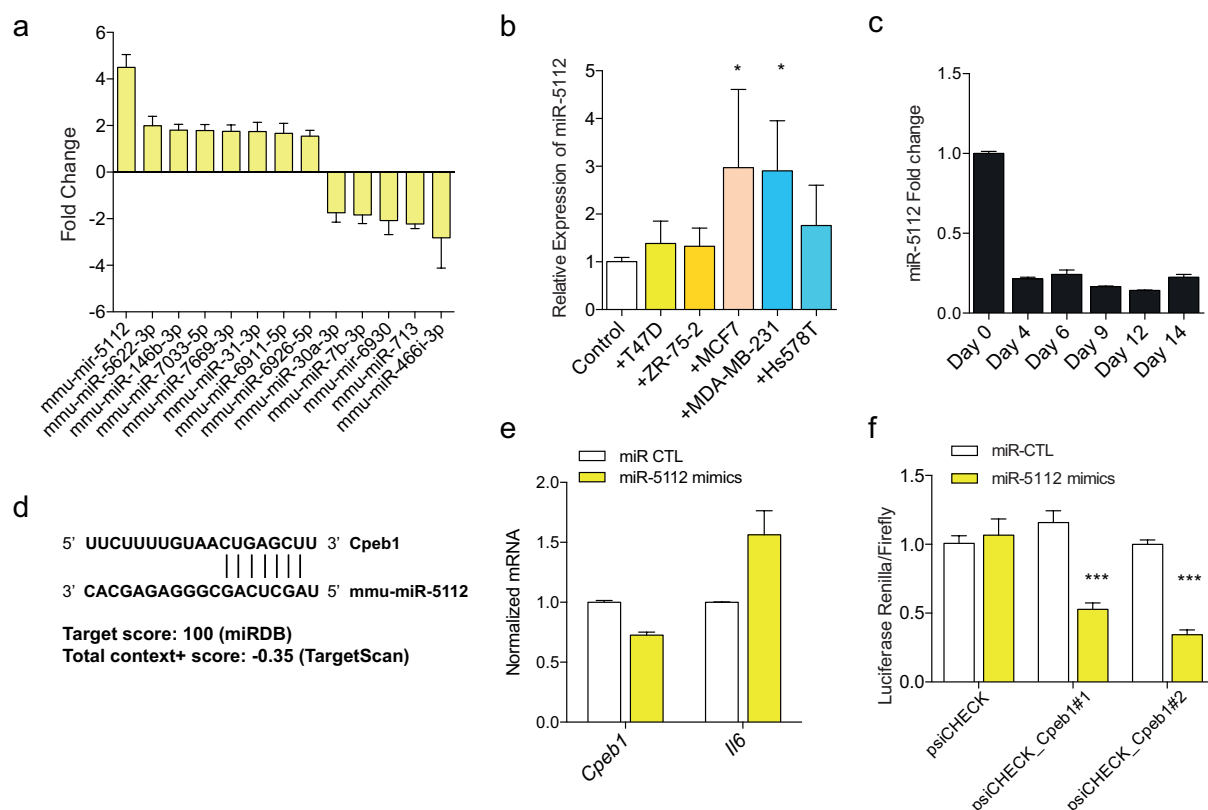 a
6
4
2
0
-2
-4
-6
Fold Change
mmu-mir-5112
mmu-miR-5622-3p
mmu-miR-146b-3p
mmu-miR-7033-5p
mmu-miR-7669-3p
mmu-miR-31-3p
mmu-miR-6911-5p
mmu-miR-6926-5p
mmu-miR-30a-3p
mmu-miR-7b-3p
mmu-miR-6930
mmu-miR-713
mmu-miR-466i-3p
b
5
4
3
2
1
0
Relative Expression of miR-5112
* *
Control
+T47D
+ZR-75-2
+MCF7
+MDA-MB-231
+Hs578T
c
1.5
1.0
0.5
0.0
miR-5112 Fold change
Day 0
Day 4
Day 6
Day 9
Day 12
Day 14
d
5’ UUCUUUUGUAACUGAGCUU 3’ Cpeb1
3’ CACGAGAGGGCGACUCGAU 5’ mmu-miR-5112
Target score: 100 (miRDB)
Total context+ score: -0.35 (TargetScan)
e
miR CTL
miR-5112 mimics
2.0
1.5
1.0
0.5
0.0
Normalized mRNA
Cpeb1
Il6
f
miR-CTL
miR-5112 mimics
1.5
1.0
0.5
0.0
Luciferase Renilla/Firefly
*** ***
psiCHECK
psiCHECK_Cpeb1#1
psiCHECK_Cpeb1#2